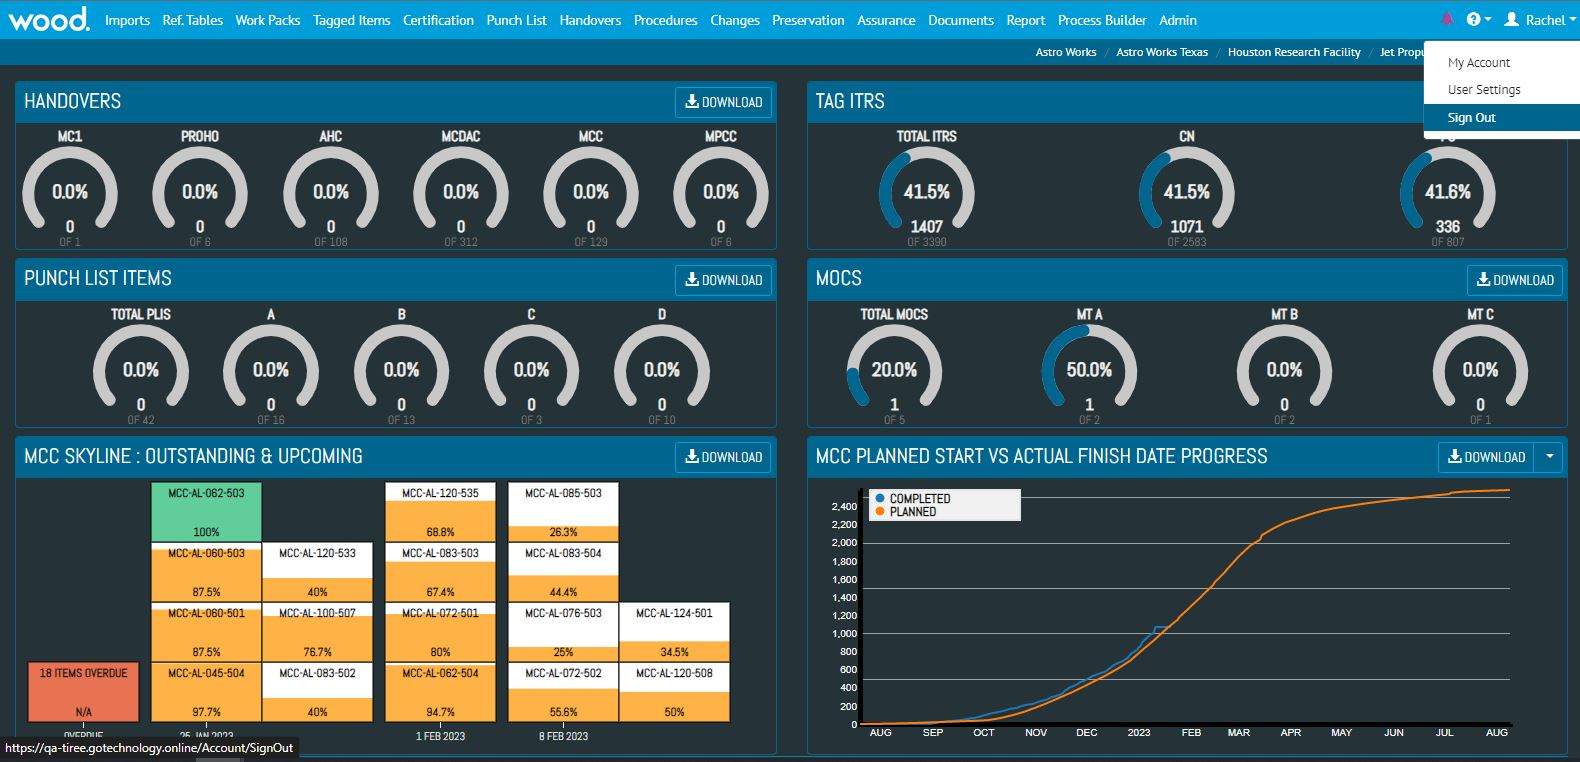 wood. Imports Ref. Tables Work Packs Tagged Items Certification Punch List Handovers Procedures Changes Preservation Assurance Documents Report Process Builder Admin Rachel
Astro Works / Astro Works Texas / Houston Research Facility / Jet
My Account
User Settings
Sign Out
HANDOVERS
DOWNLOAD
MC1 PROHO AHC MCDAC MCC MPCC
0.0% 0.0% 0.0% 0.0% 0.0% 0.0%
0 0 0 0 0 0
OF 1 OF 6 OF 108 OF 312 OF 129 OF 6
TAG ITRS
TOTAL ITRS CN
41.5% 41.5% 41.6%
1407 1071 336
OF 3390 OF 2583 OF 807
PUNCH LIST ITEMS
DOWNLOAD
TOTAL PLIS A B C D
0.0% 0.0% 0.0% 0.0% 0.0%
0 0 0 0 0
OF 42 OF 16 OF 13 OF 3 OF 10
MOCS
DOWNLOAD
TOTAL MOCS MT A MT B MT C
20.0% 50.0% 0.0% 0.0%
1 1 0 0
OF 5 OF 2 OF 2 OF 1
MCC SKYLINE : OUTSTANDING & UPCOMING
DOWNLOAD
MCC-AL-062-503 MCC-AL-120-535 MCC-AL-085-503
100% 68.8% 26.3%
MCC-AL-060-503 MCC-AL-120-533 MCC-AL-083-503 MCC-AL-083-504
87.5% 40% 67.4% 44.4%
MCC-AL-060-501 MCC-AL-100-507 MCC-AL-072-501 MCC-AL-076-503 MCC-AL-124-501
87.5% 76.7% 80% 25% 34.5%
18 ITEMS OVERDUE MCC-AL-045-504 MCC-AL-083-502 MCC-AL-062-504 MCC-AL-072-502 MCC-AL-120-508
N/A 97.7% 40% 94.7% 55.6% 50%
OVERDUE 1 FEB 2023 8 FEB 2023
MCC PLANNED START VS ACTUAL FINISH DATE PROGRESS
DOWNLOAD
COMPLETED
PLANNED
2,400
2,200
2,000
1,800
1,600
1,400
1,200
1,000
800
600
400
200
0
AUG SEP OCT NOV DEC 2023 FEB MAR APR MAY JUN JUL AUG
https://qa-tiree.gotechnology.online/Account/SignOut